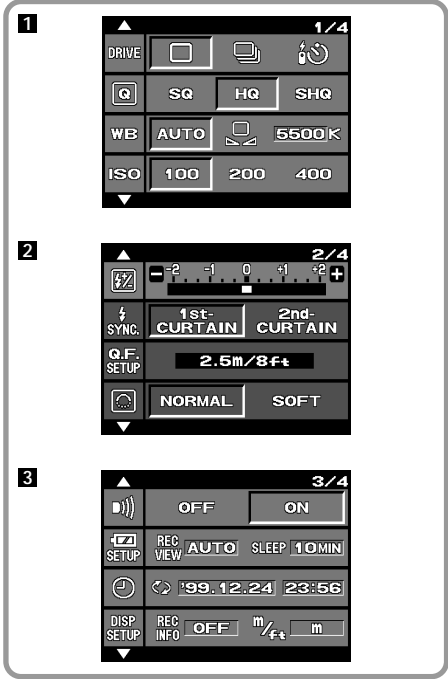 1
1/4
DRIVE
Q SQ HQ SHQ
WB AUTO 5500K
ISO 100 200 400
2
2/4
-2 -1 0 +1 +2
SYNC. 1st-CURTAIN 2nd-CURTAIN
Q.F. SETUP 2.5m/8ft
NORMAL SOFT
3
3/4
OFF ON
SETUP REC VIEW AUTO SLEEP 10MIN
'99.12.24 23:56
DISP SETUP REC INFO OFF m/ft m